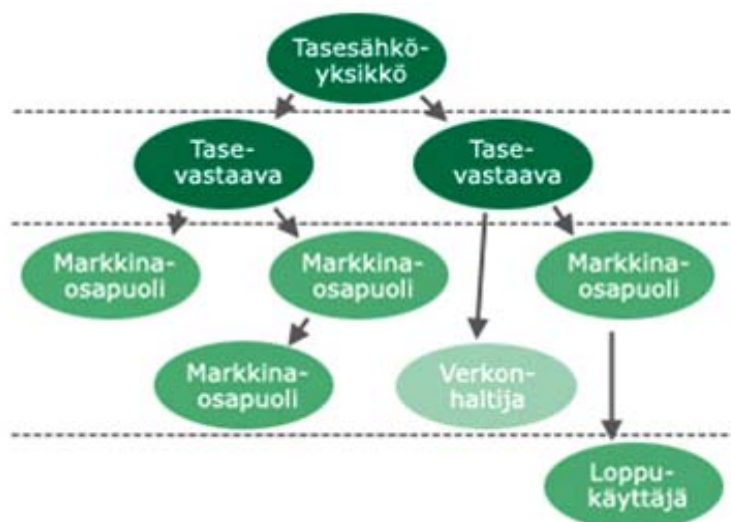 Tasesähkö-
yksikkö
Tase-
vastaava
Tase-
vastaava
Markkina-
osapuoli
Markkina-
osapuoli
Markkina-
osapuoli
Markkina-
osapuoli
Verkon-
haltija
Loppu-
käyttäjä